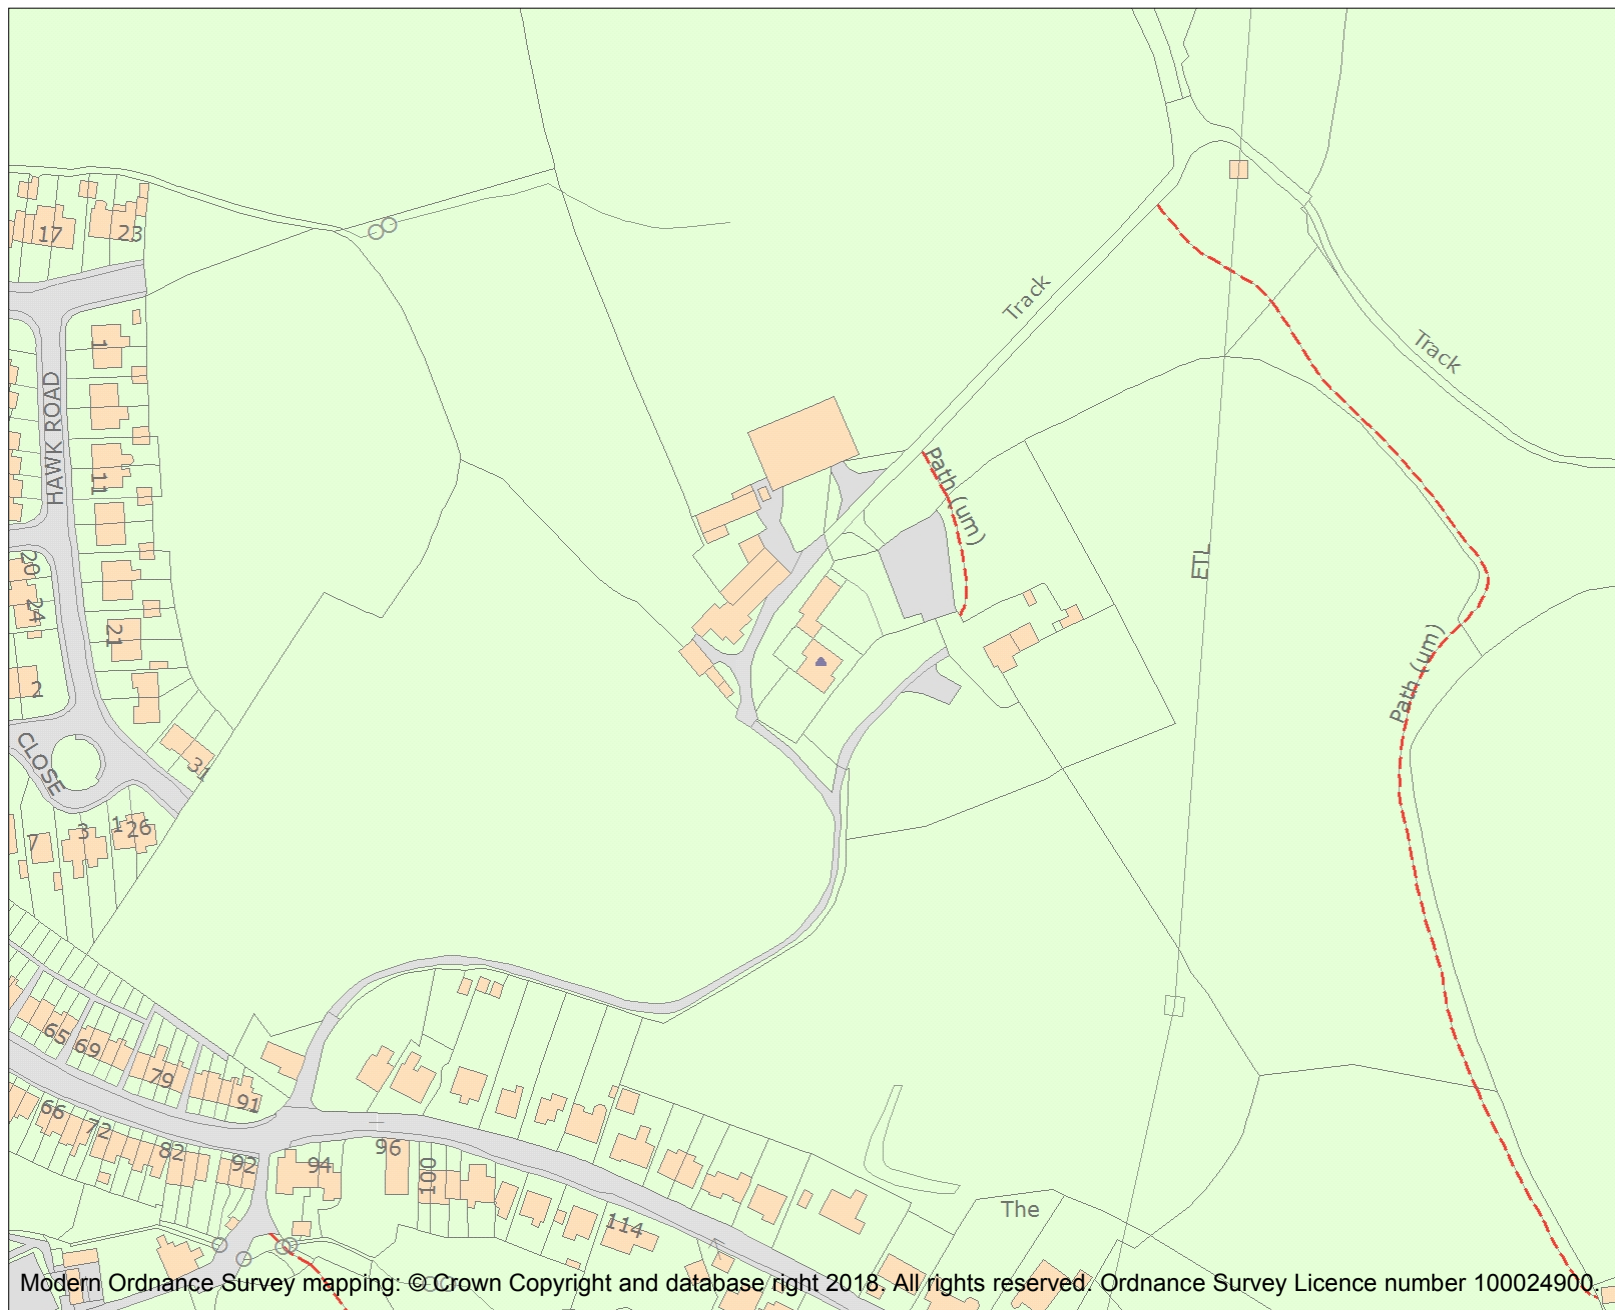 17
23
Track
Track
1
HAWK ROAD
11
Path (um)
ETL
20
24
21
2
Path (um)
CLOSE
31
7
3
1
26
65
69
79
91
66
72
82
92
94
96
100
114
The
Modern Ordnance Survey mapping: © Crown Copyright and database right 2018. All rights reserved. Ordnance Survey Licence number 100024900.